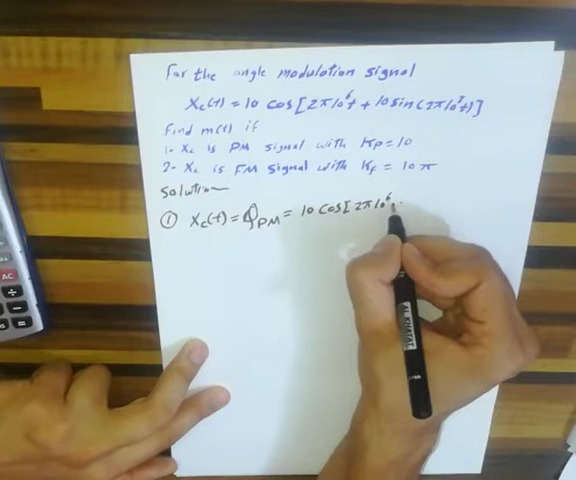 For the angle modulation signal
Xc(t) = 10 cos[2π10⁶t + 10 sin(2π10³t)]
Find m(t) if
1- Xc is PM signal with Kp = 10
2- Xc is FM signal with Kf = 10π
Solution
① Xc(t) = φPM = 10 cos[2π10⁶
AC
÷